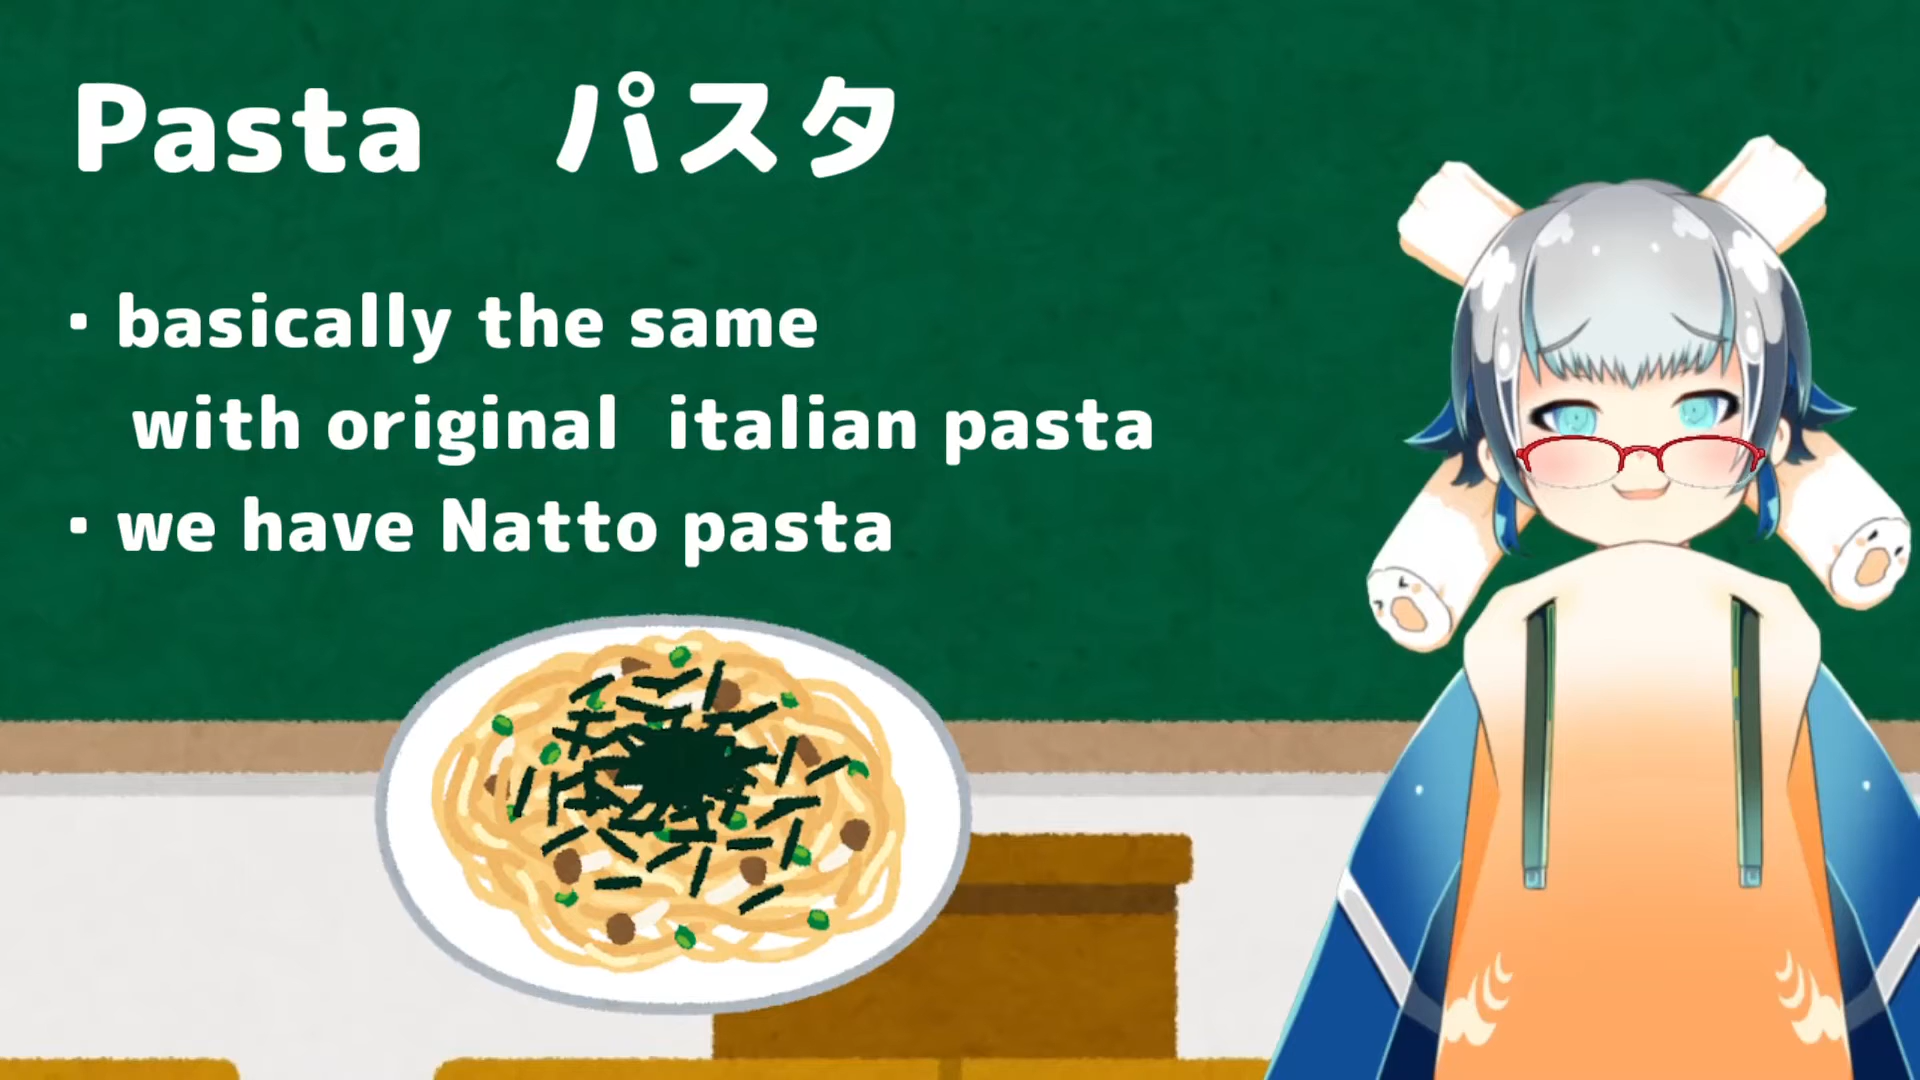 Pasta　パスタ
・basically the same
with original italian pasta
・we have Natto pasta